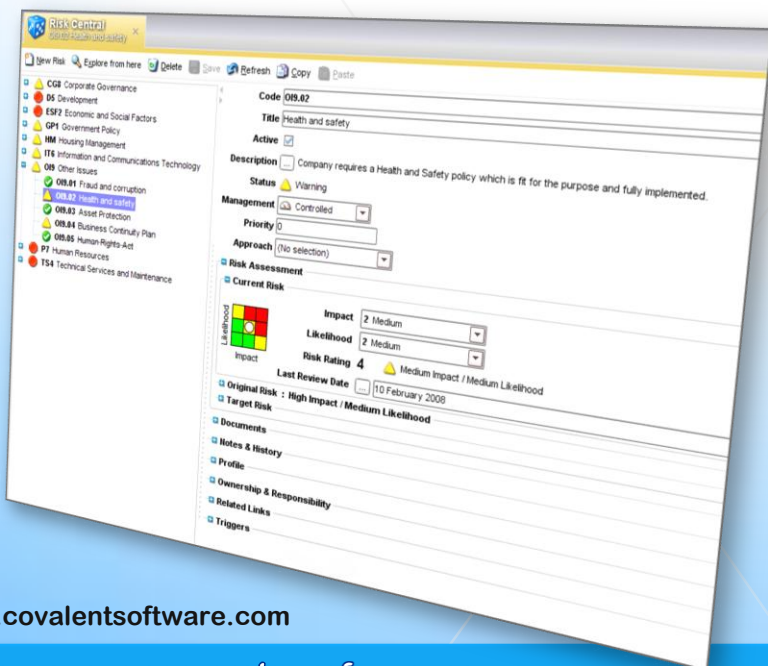 Risk Central
OI9.02 Health and safety
New Risk Explore from here Delete Save Refresh Copy Paste
CG8 Corporate Governance
D5 Development
ESF2 Economic and Social Factors
GP1 Government Policy
HM Housing Management
IT6 Information and Communications Technology
OI9 Other Issues
OI9.01 Fraud and corruption
OI9.02 Health and safety
OI9.03 Asset Protection
OI9.04 Business Continuity Plan
OI9.05 Human-Rights-Act
P7 Human Resources
TS4 Technical Services and Maintenance
Code OI9.02
Title Health and safety
Active
Description ... Company requires a Health and Safety policy which is fit for the purpose and fully implemented.
Status Warning
Management Controlled
Priority 0
Approach (No selection)
Risk Assessment
Current Risk
Likelihood
Impact
Impact 2 Medium
Likelihood 2 Medium
Risk Rating 4 Medium Impact / Medium Likelihood
Last Review Date ... 10 February 2008
Original Risk : High Impact / Medium Likelihood
Target Risk
Documents
Notes & History
Profile
Ownership & Responsibility
Related Links
Triggers
.covalentsoftware.com